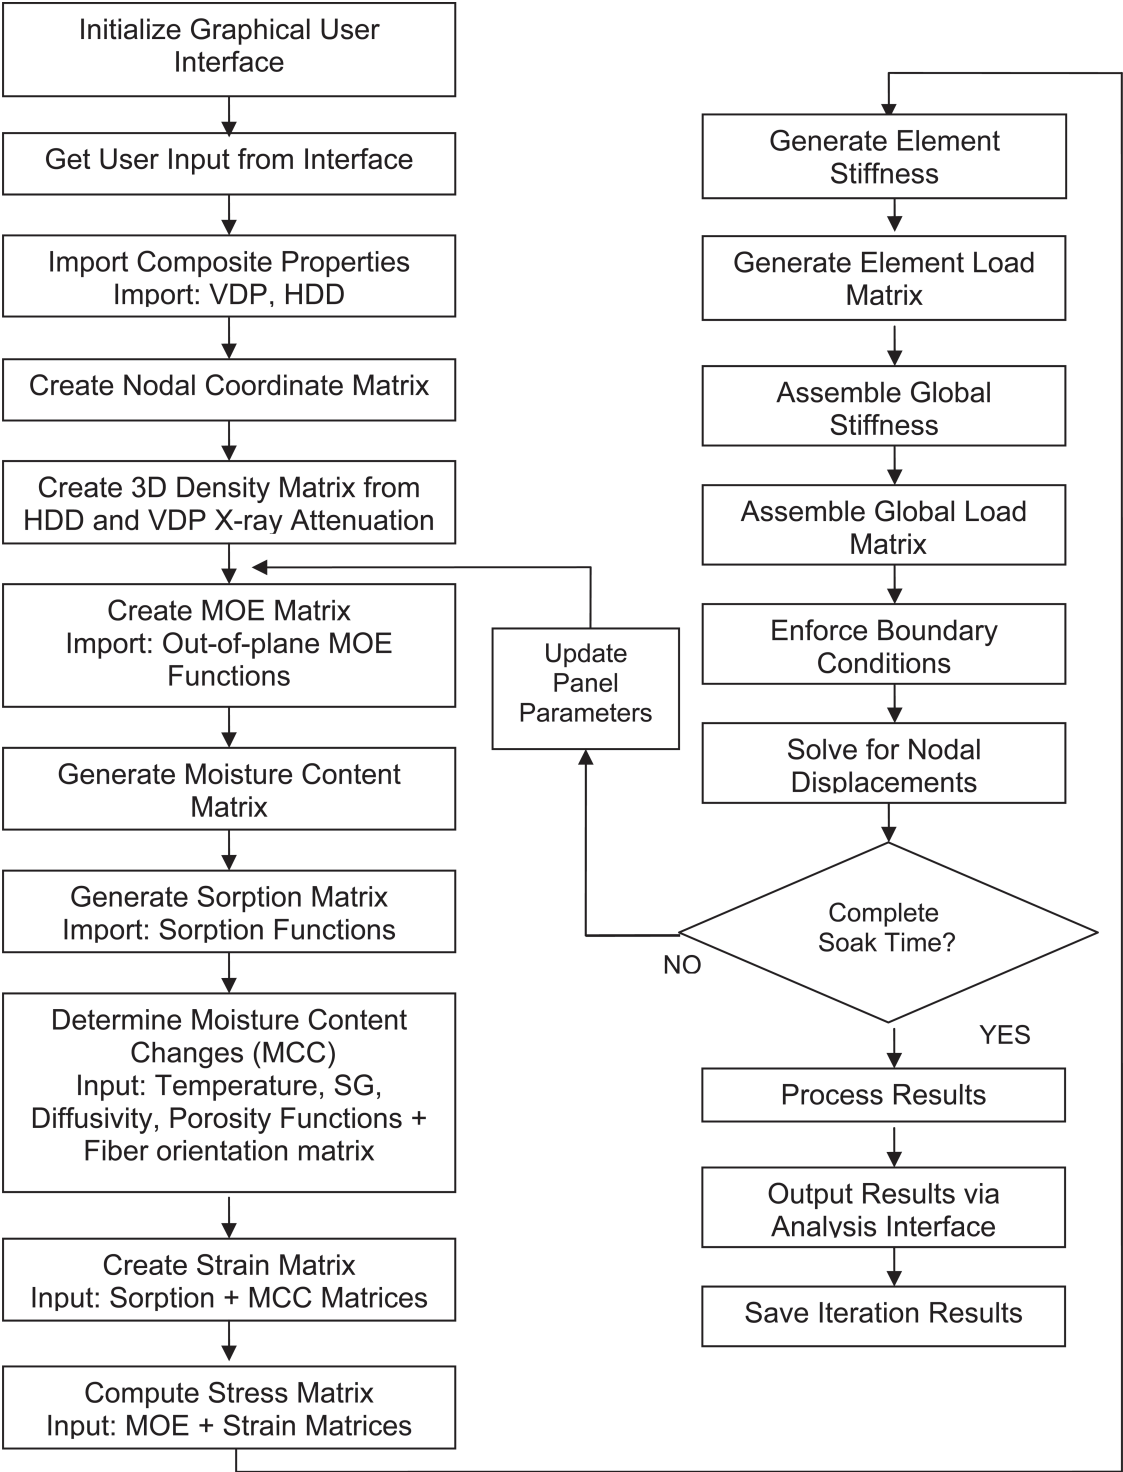 Initialize Graphical User
Interface
Get User Input from Interface
Import Composite Properties
Import: VDP, HDD
Create Nodal Coordinate Matrix
Create 3D Density Matrix from
HDD and VDP X-ray Attenuation
Create MOE Matrix
Import: Out-of-plane MOE
Functions
Generate Moisture Content
Matrix
Generate Sorption Matrix
Import: Sorption Functions
Determine Moisture Content
Changes (MCC)
Input: Temperature, SG,
Diffusivity, Porosity Functions +
Fiber orientation matrix
Create Strain Matrix
Input: Sorption + MCC Matrices
Compute Stress Matrix
Input: MOE + Strain Matrices
Update
Panel
Parameters
Generate Element
Stiffness
Generate Element Load
Matrix
Assemble Global
Stiffness
Assemble Global Load
Matrix
Enforce Boundary
Conditions
Solve for Nodal
Displacements
Complete
Soak Time?
NO
YES
Process Results
Output Results via
Analysis Interface
Save Iteration Results